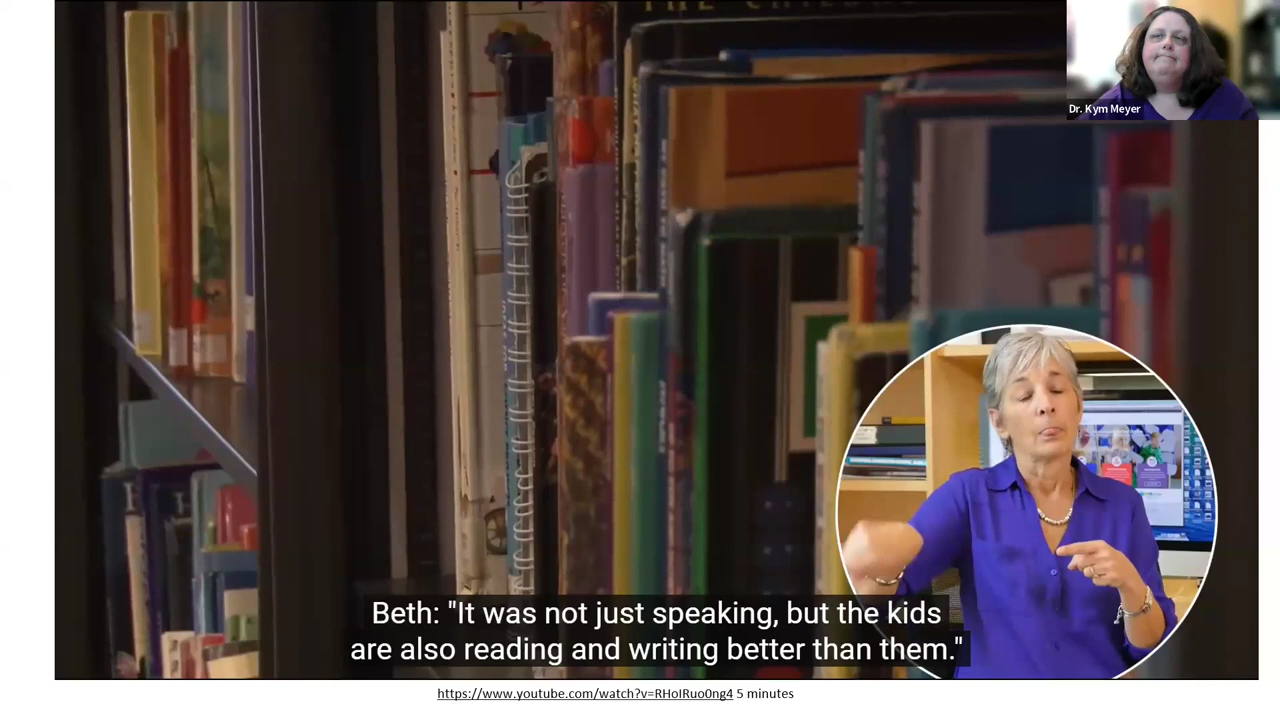 Dr. Kym Meyer
Beth: "It was not just speaking, but the kids
are also reading and writing better than them."
https://www.youtube.com/watch?v=RHoIRuo0ng4 5 minutes